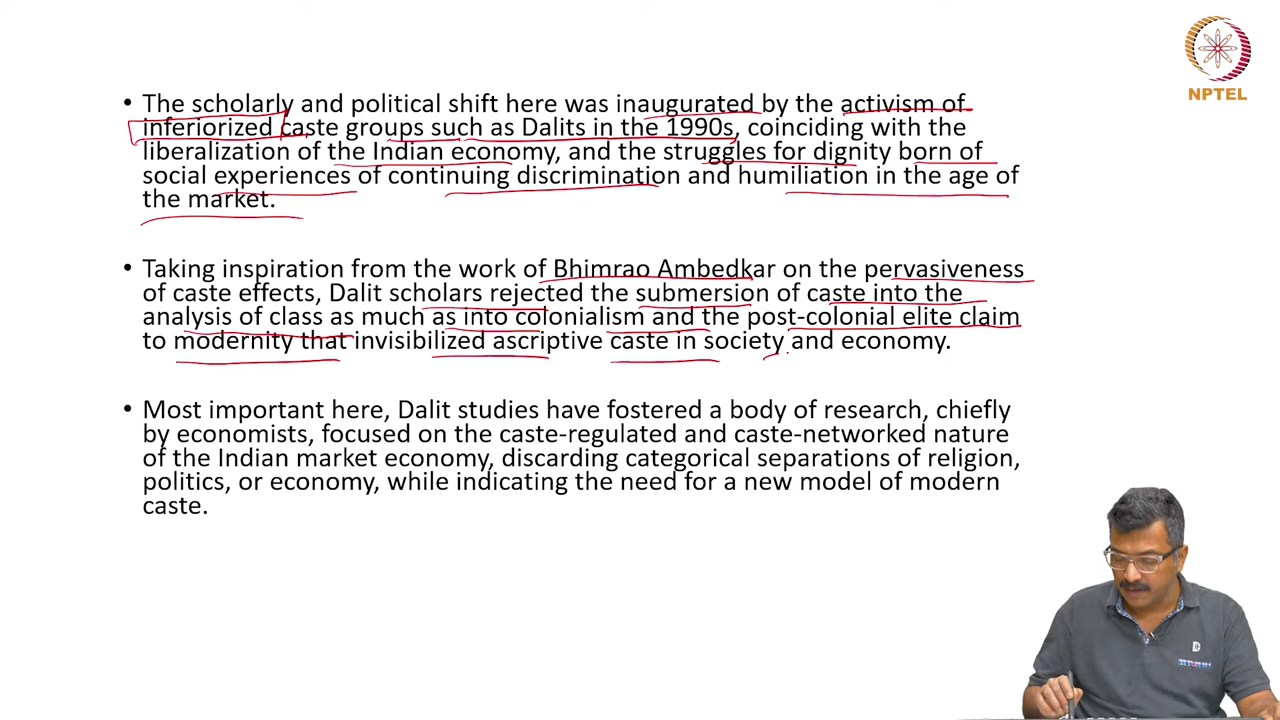 NPTEL
• The scholarly and political shift here was inaugurated by the activism of
inferiorized caste groups such as Dalits in the 1990s, coinciding with the
liberalization of the Indian economy, and the struggles for dignity born of
social experiences of continuing discrimination and humiliation in the age of
the market.
• Taking inspiration from the work of Bhimrao Ambedkar on the pervasiveness
of caste effects, Dalit scholars rejected the submersion of caste into the
analysis of class as much as into colonialism and the post-colonial elite claim
to modernity that invisibilized ascriptive caste in society and economy.
• Most important here, Dalit studies have fostered a body of research, chiefly
by economists, focused on the caste-regulated and caste-networked nature
of the Indian market economy, discarding categorical separations of religion,
politics, or economy, while indicating the need for a new model of modern
caste.